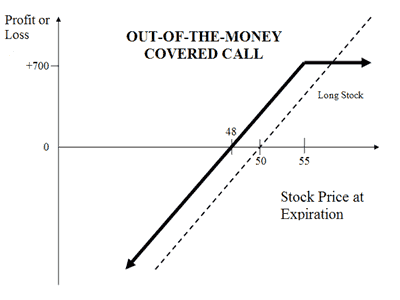 Profit or
Loss
OUT-OF-THE-MONEY
COVERED CALL
+700
Long Stock
48
0
50
55
Stock Price at
Expiration